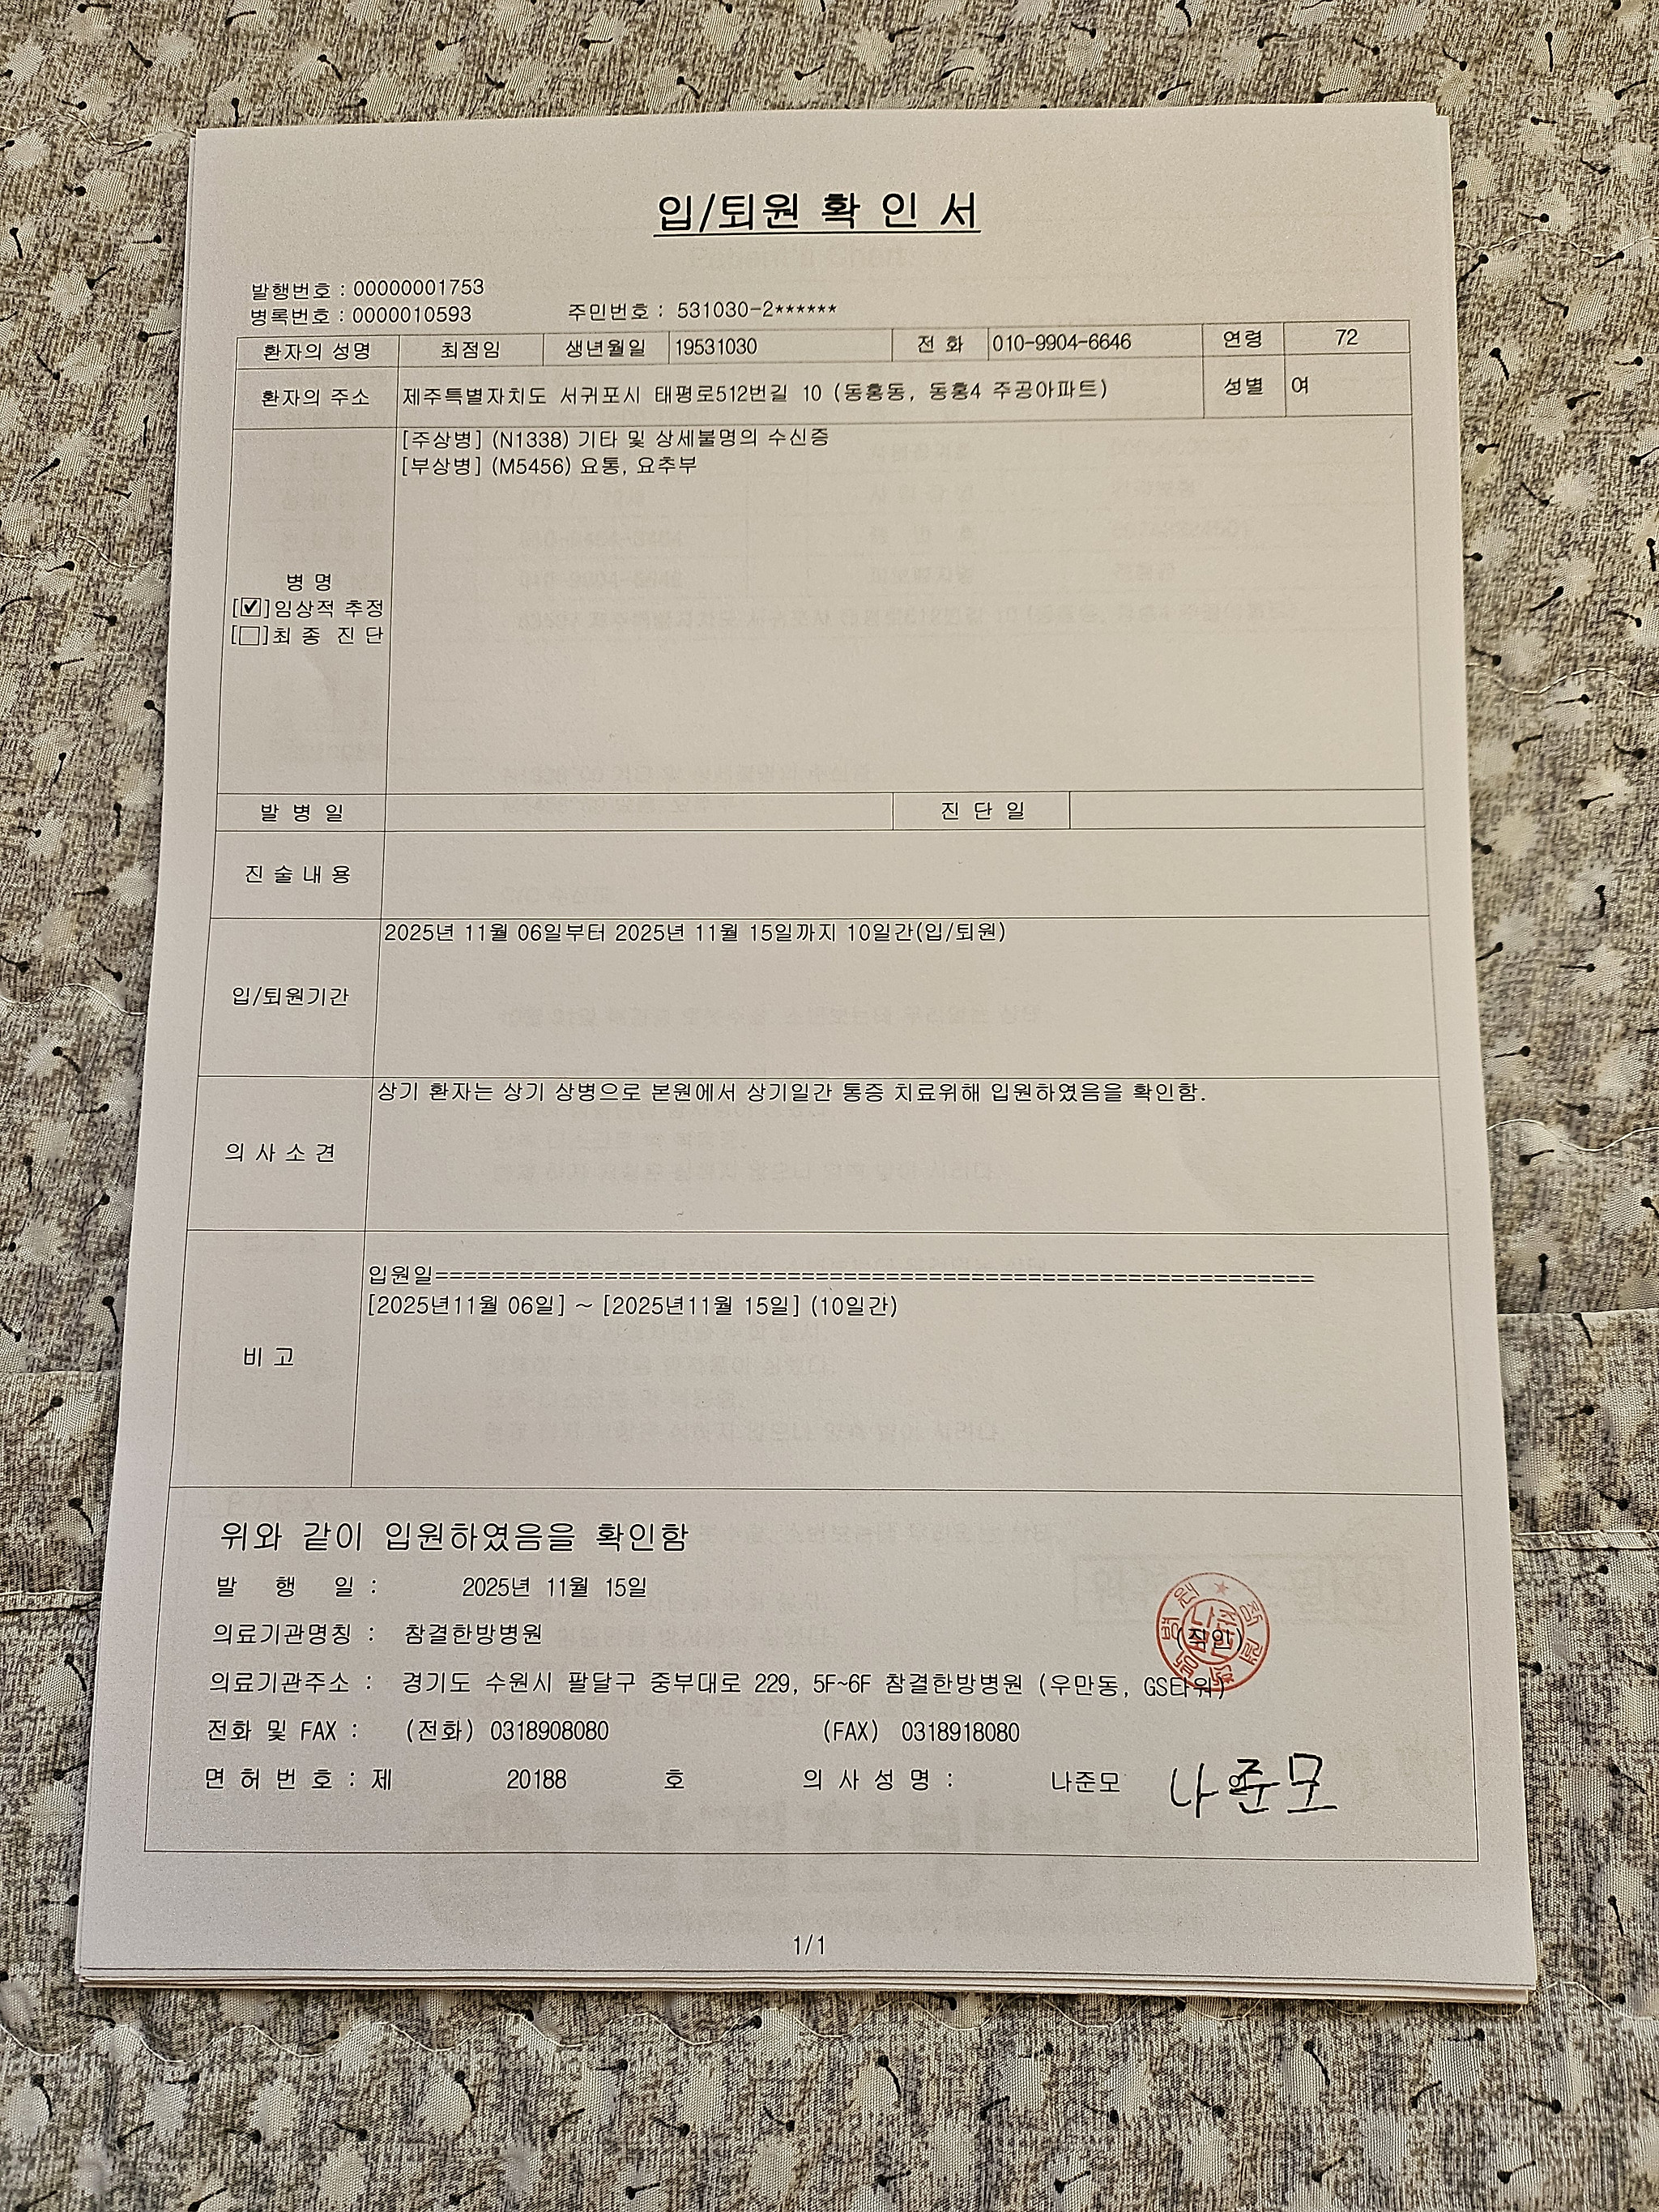 입/퇴원 확 인 서
발행번호 : 00000001753
병록번호 : 0000010593 주민번호 : 531030-2******
환자의 성명 최점임 생년월일 19531030 전 화 010-9904-6646 연령 72
환자의 주소 제주특별자치도 서귀포시 태평로512번길 10 (동홍동, 동홍4 주공아파트) 성별 여
[주상병] (N1338) 기타 및 상세불명의 수신증
[부상병] (M5456) 요통, 요추부
병 명
[✔]임상적 추정
[ ]최 종 진 단
발 병 일 진 단 일
진 술 내 용
2025년 11월 06일부터 2025년 11월 15일까지 10일간(입/퇴원)
입/퇴원기간
상기 환자는 상기 상병으로 본원에서 상기일간 통증 치료위해 입원하였음을 확인함.
의 사 소 견
입원일==============================================================
[2025년11월 06일] ~ [2025년11월 15일] (10일간)
비 고
위와 같이 입원하였음을 확인함
발 행 일 : 2025년 11월 15일
의료기관명칭 : 참결한방병원 (직인)
의료기관주소 : 경기도 수원시 팔달구 중부대로 229, 5F~6F 참결한방병원 (우만동, GS타워)
전화 및 FAX : (전화) 0318908080 (FAX) 0318918080
면 허 번 호 : 제 20188 호 의 사 성 명 : 나준모 나준모
1/1